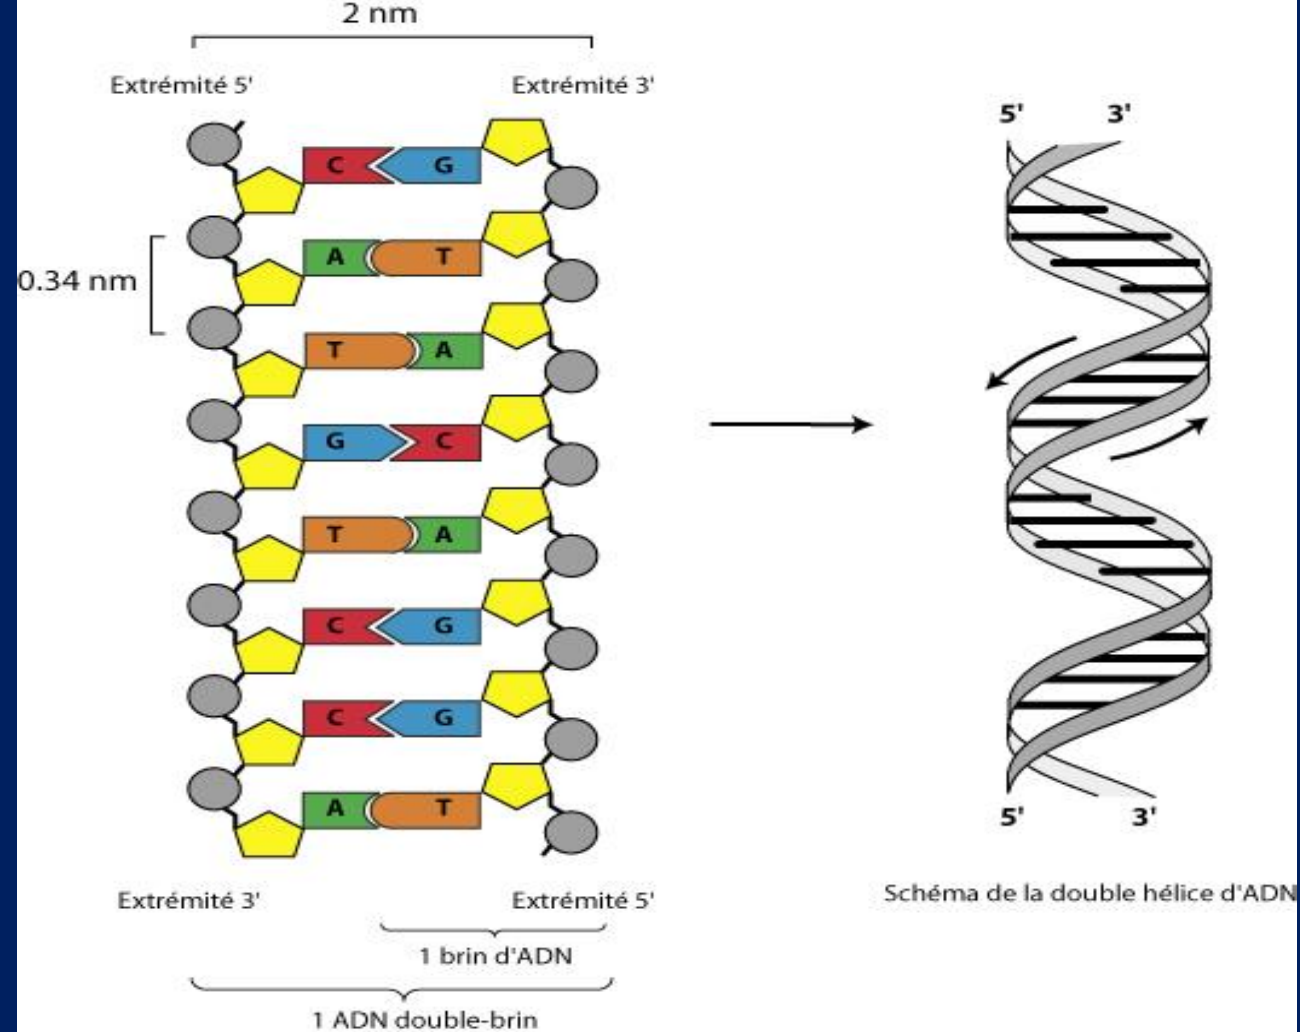 2 nm
Extrémité 5' Extrémité 3'
5' 3'
C G
A T
0.34 nm
T A
G C
T A
C G
C G
A T
5' 3'
Extrémité 3' Extrémité 5'
Schéma de la double hélice d'ADN
1 brin d'ADN
1 ADN double-brin